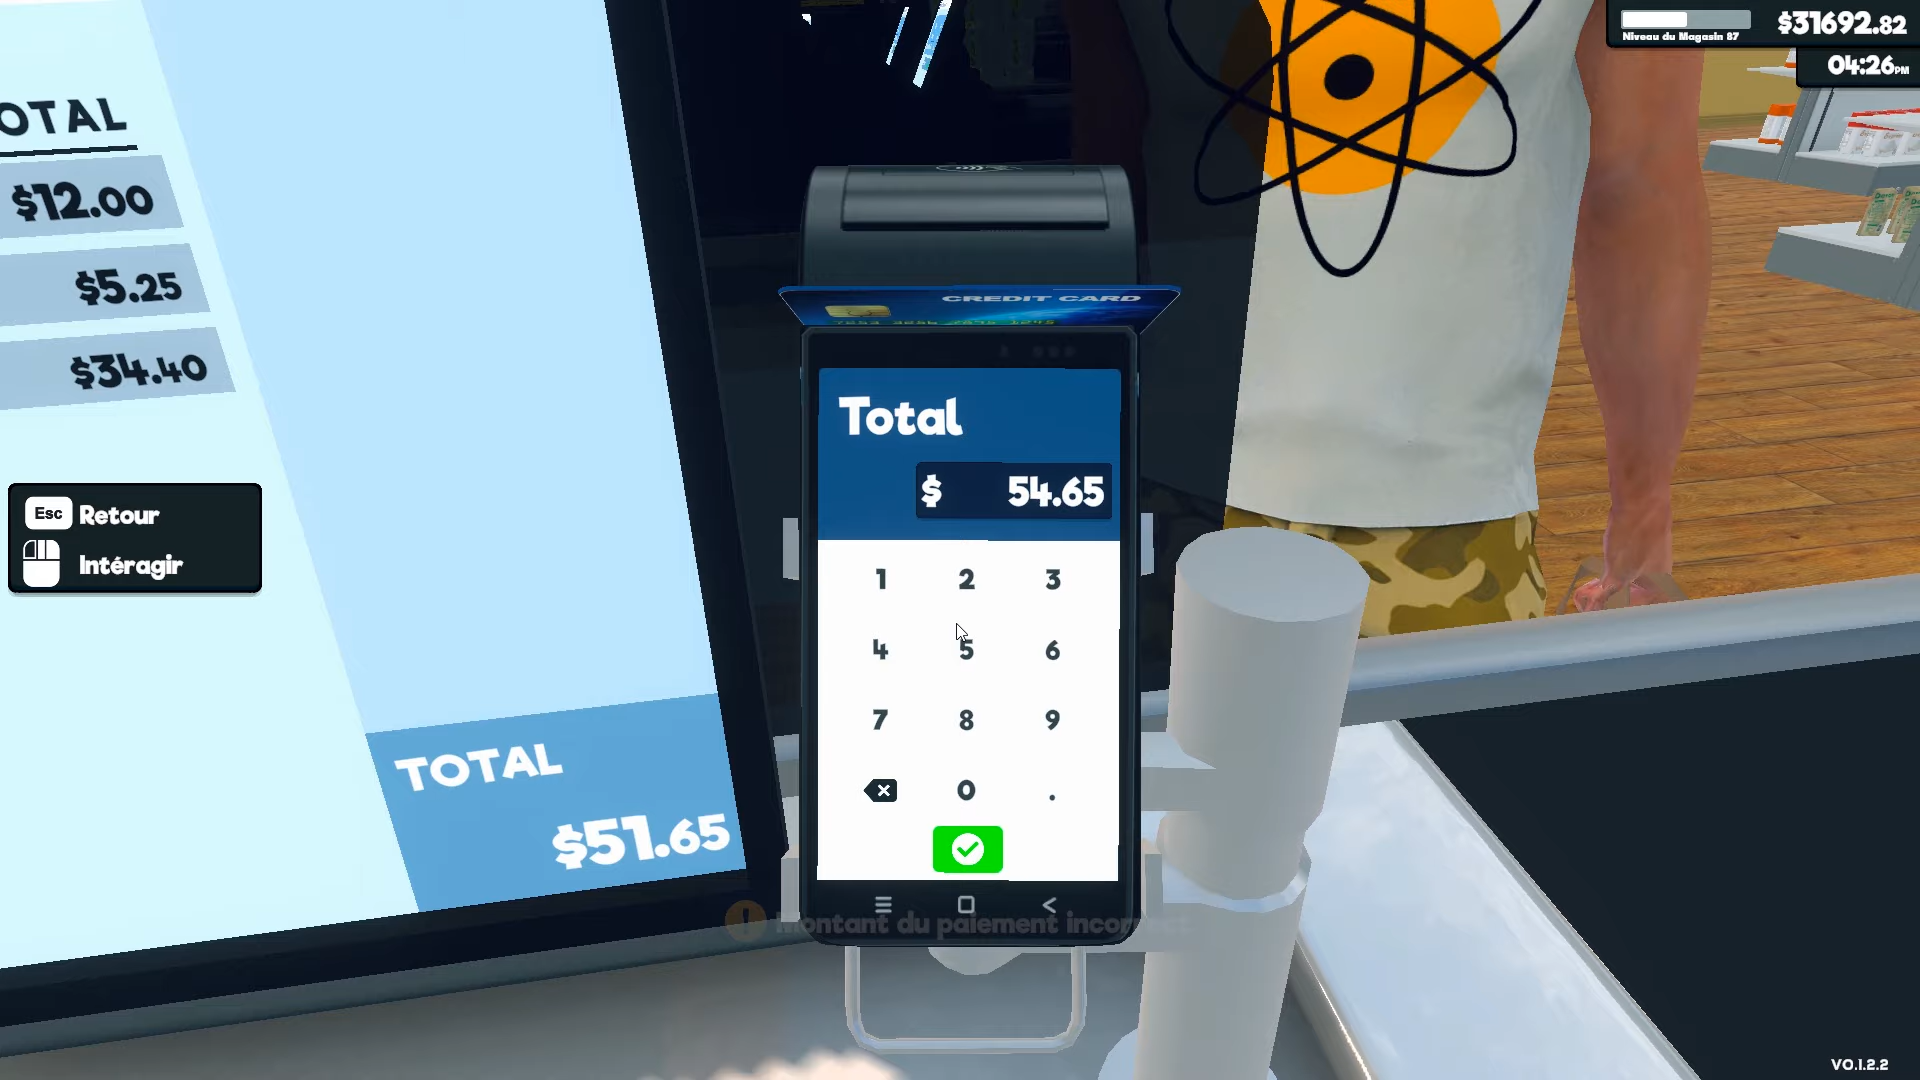 OTAL
$12.00
$5.25
$34.40
TOTAL
$51.65
Esc Retour
Intéragir
CREDIT CARD
Total
$ 54.65
1 2 3
4 5 6
7 8 9
0 .
Montant du paiement incorrect
$31692.82
Niveau du Magasin 87
04:26PM
V0.1.2.2